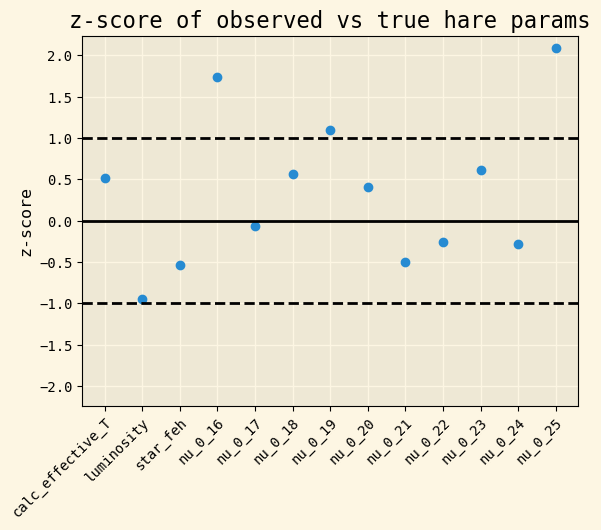 z-score of observed vs true hare params
z-score
2.0
1.5
1.0
0.5
0.0
−0.5
−1.0
−1.5
−2.0
calc_effective_T
luminosity
star_feh
nu_0_16
nu_0_17
nu_0_18
nu_0_19
nu_0_20
nu_0_21
nu_0_22
nu_0_23
nu_0_24
nu_0_25